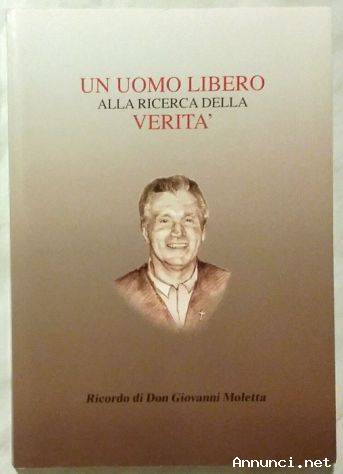 UN UOMO LIBERO
ALLA RICERCA DELLA
VERITA'
Ricordo di Don Giovanni Moletta
Annunci.net